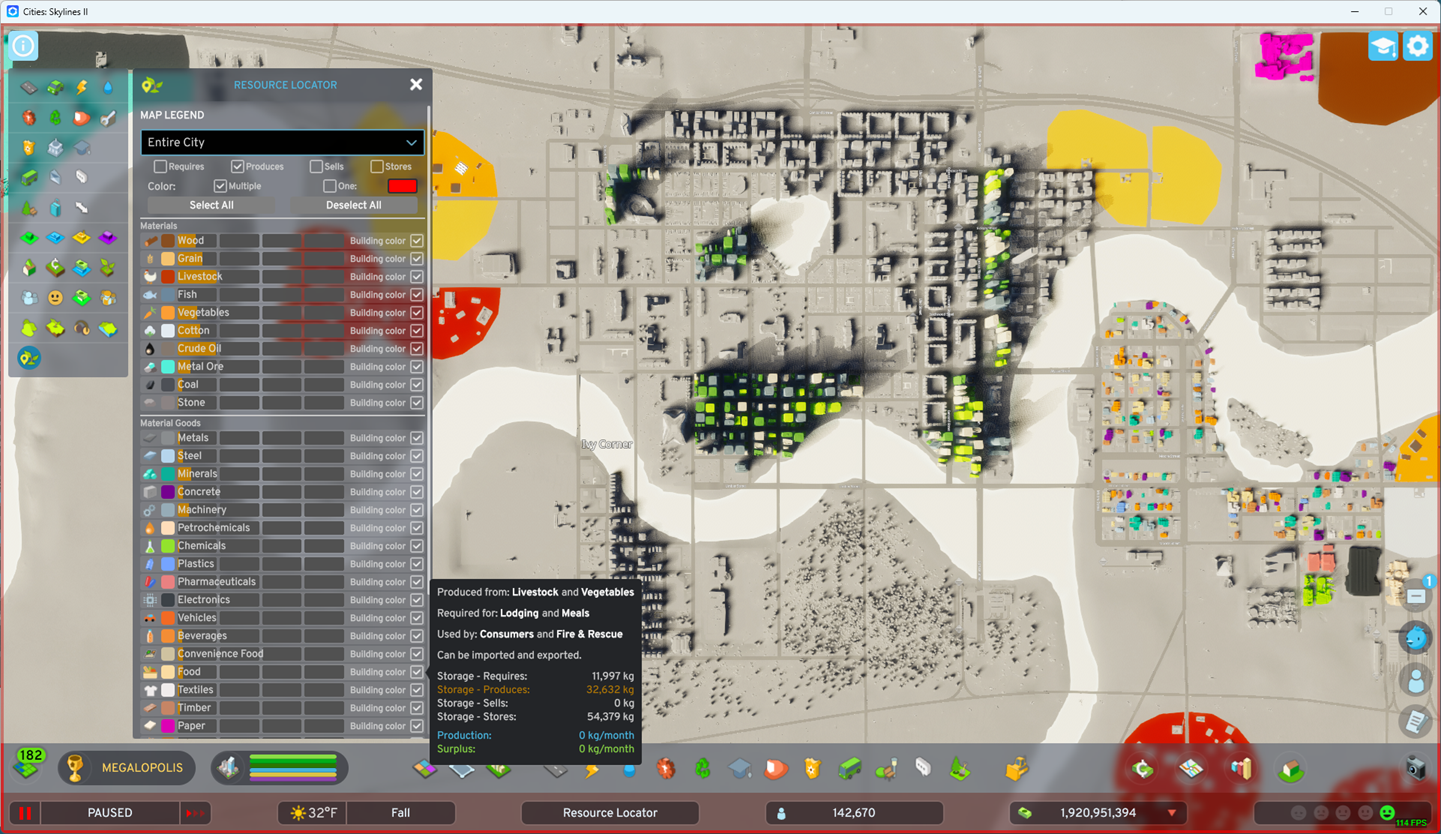 Cities: Skylines II
RESOURCE LOCATOR
MAP LEGEND
Entire City
Requires
Produces
Sells
Stores
Color:
Multiple
One:
Select All
Deselect All
Materials
Wood Building color
Grain Building color
Livestock Building color
Fish Building color
Vegetables Building color
Cotton Building color
Crude Oil Building color
Metal Ore Building color
Coal Building color
Stone Building color
Material Goods
Metals Building color
Steel Building color
Minerals Building color
Concrete Building color
Machinery Building color
Petrochemicals Building color
Chemicals Building color
Plastics Building color
Pharmaceuticals Building color
Electronics Building color
Vehicles Building color
Beverages Building color
Convenience Food Building color
Food Building color
Textiles Building color
Timber Building color
Paper Building color
Ivy Corner
Produced from: Livestock and Vegetables
Required for: Lodging and Meals
Used by: Consumers and Fire & Rescue
Can be imported and exported.
Storage - Requires: 11,997 kg
Storage - Produces: 32,632 kg
Storage - Sells: 0 kg
Storage - Stores: 54,379 kg
Production: 0 kg/month
Surplus: 0 kg/month
1
182
MEGALOPOLIS
PAUSED
32°F
Fall
Resource Locator
142,670
1,920,951,394
114 FPS